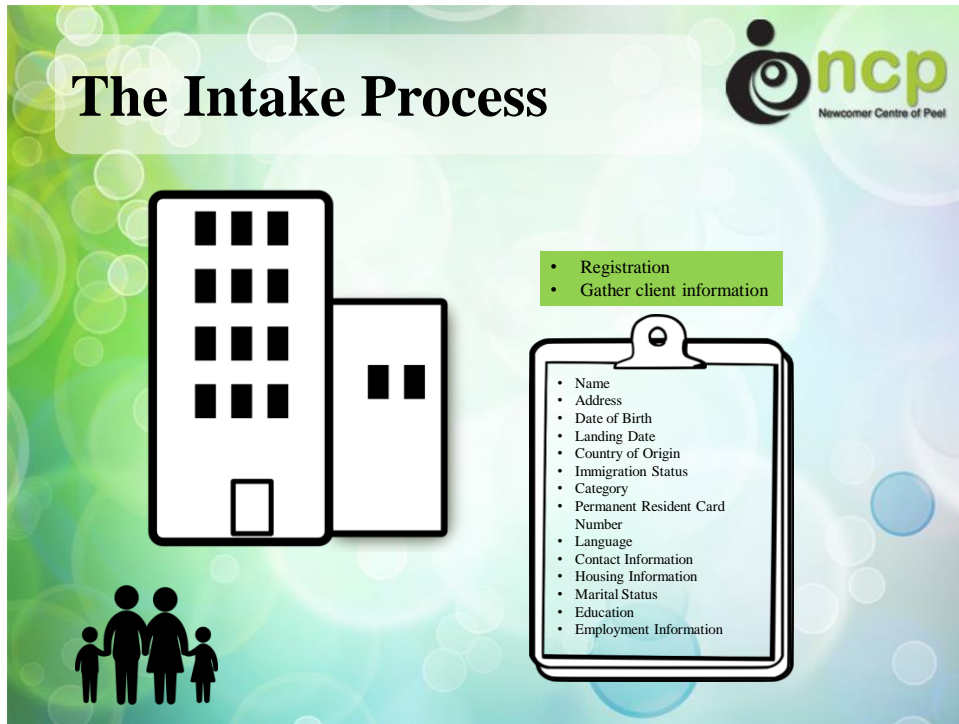 The Intake Process
ncp
Newcomer Centre of Peel
• Registration
• Gather client information
• Name
• Address
• Date of Birth
• Landing Date
• Country of Origin
• Immigration Status
• Category
• Permanent Resident Card
Number
• Language
• Contact Information
• Housing Information
• Marital Status
• Education
• Employment Information